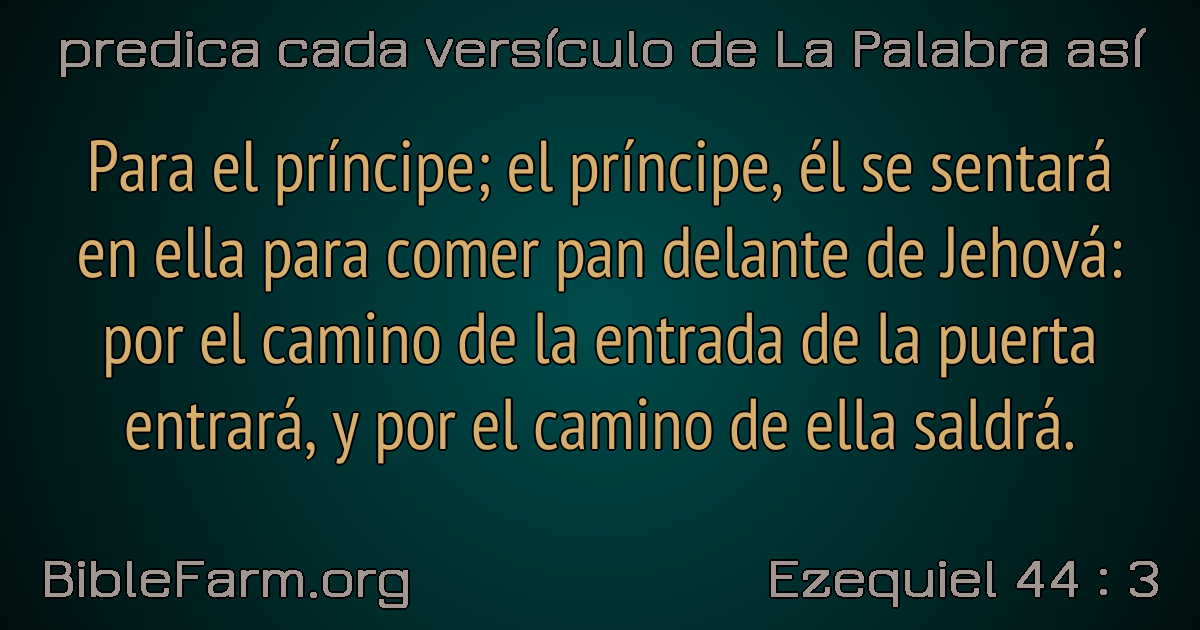 predica cada versículo de La Palabra así
Para el príncipe; el príncipe, él se sentará
en ella para comer pan delante de Jehová:
por el camino de la entrada de la puerta
entrará, y por el camino de ella saldrá.
BibleFarm.org
Ezequiel 44 : 3